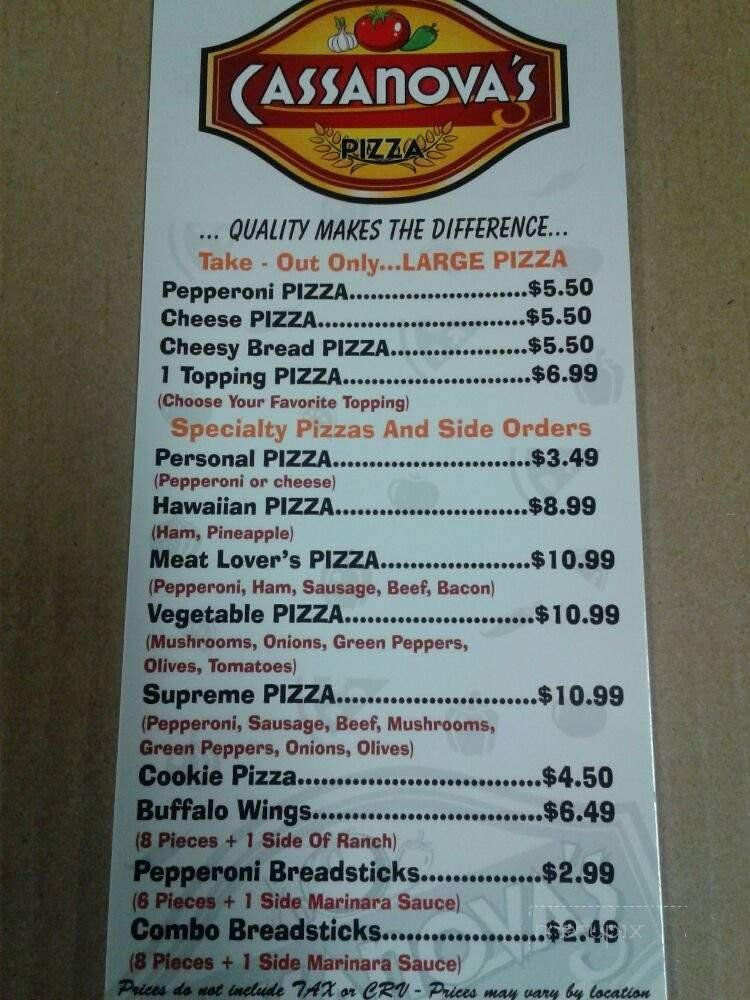 CASSANOVA'S
PIZZA
... QUALITY MAKES THE DIFFERENCE...
Take - Out Only...LARGE PIZZA
Pepperoni PIZZA..............................$5.50
Cheese PIZZA...................................$5.50
Cheesy Bread PIZZA.......................$5.50
1 Topping PIZZA...............................$6.99
(Choose Your Favorite Topping)
Specialty Pizzas And Side Orders
Personal PIZZA.................................$3.49
(Pepperoni or cheese)
Hawaiian PIZZA................................$8.99
(Ham, Pineapple)
Meat Lover's PIZZA.........................$10.99
(Pepperoni, Ham, Sausage, Beef, Bacon)
Vegetable PIZZA...............................$10.99
(Mushrooms, Onions, Green Peppers,
Olives, Tomatoes)
Supreme PIZZA.................................$10.99
(Pepperoni, Sausage, Beef, Mushrooms,
Green Peppers, Onions, Olives)
Cookie Pizza........................................$4.50
Buffalo Wings......................................$6.49
(8 Pieces + 1 Side Of Ranch)
Pepperoni Breadsticks....................$2.99
(6 Pieces + 1 Side Marinara Sauce)
Combo Breadsticks...........................$2.49
(8 Pieces + 1 Side Marinara Sauce)
Prices do not include TAX or CRV - Prices may vary by location